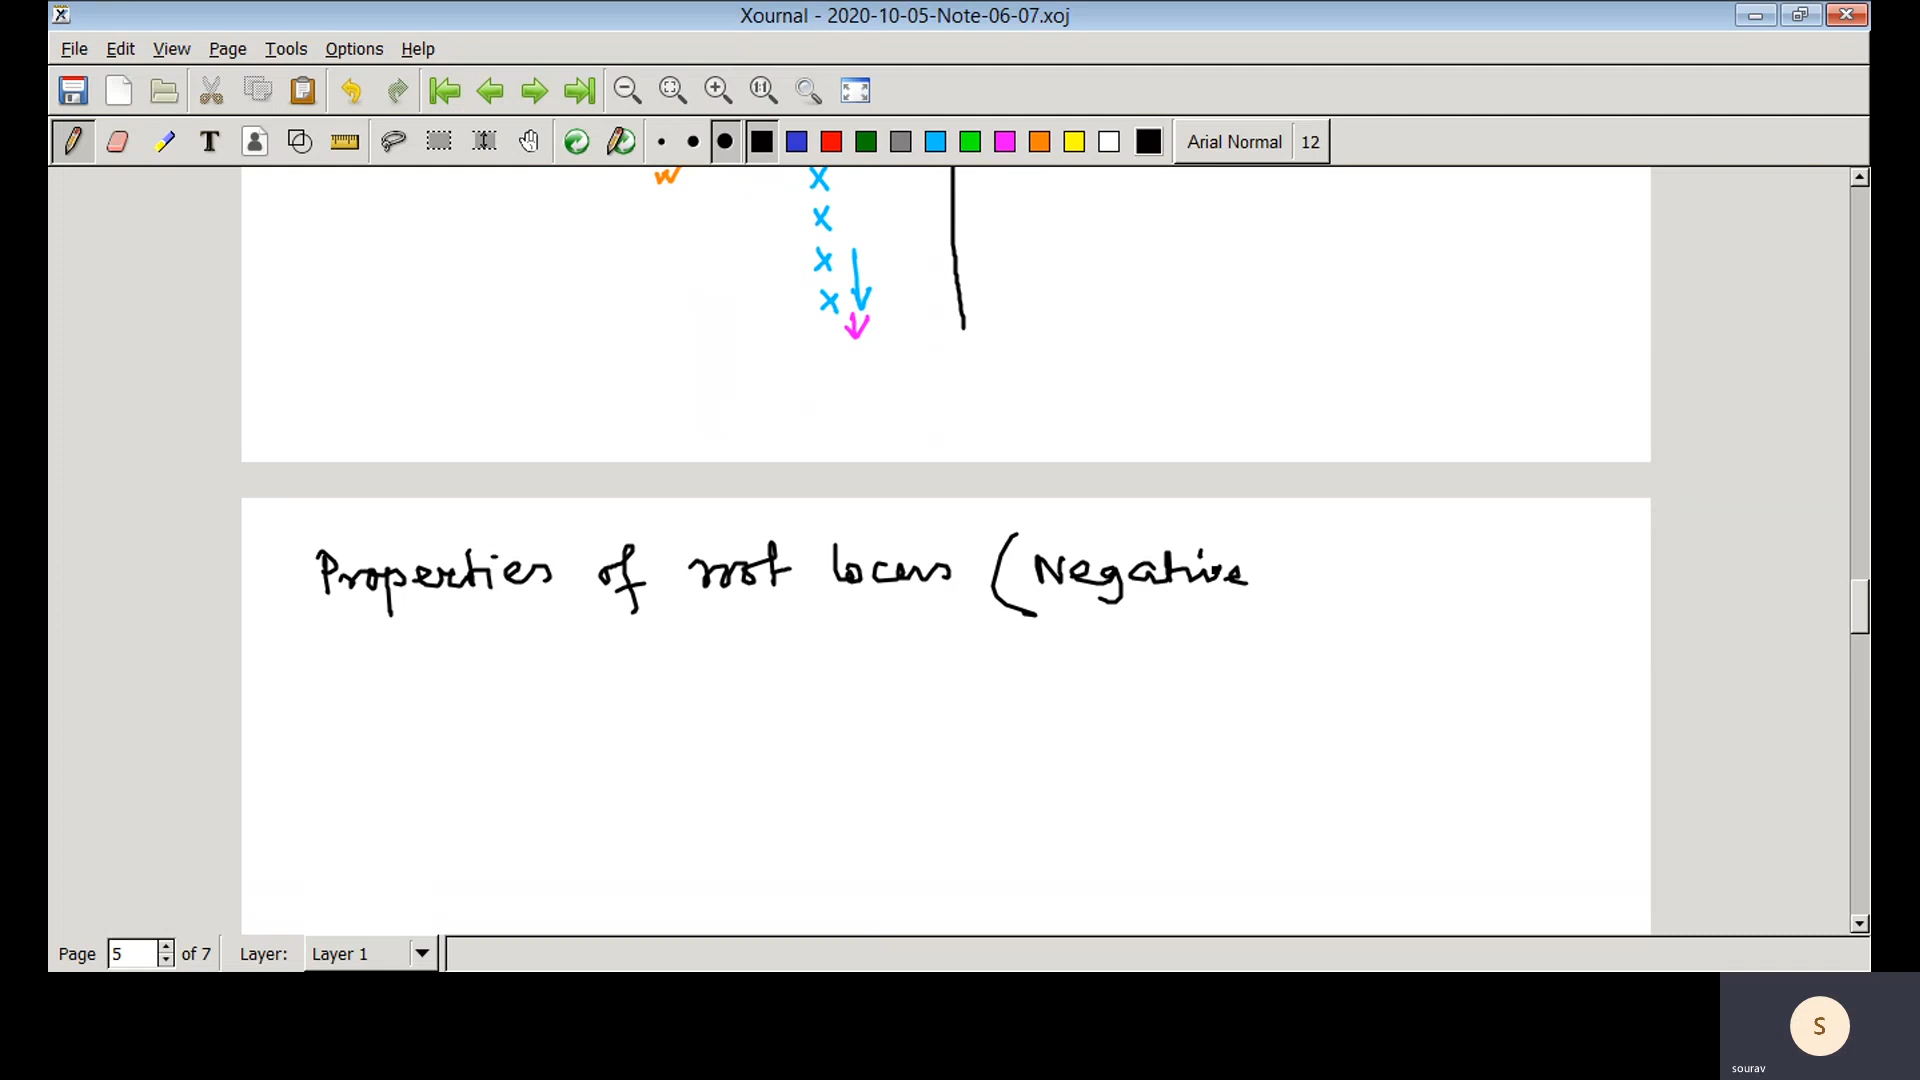 Xournal - 2020-10-05-Note-06-07.xoj
File Edit View Page Tools Options Help
Arial Normal 12
w
x
x
x
x
Properties of root locus (Negative
Page 5 of 7 Layer: Layer 1
S
sourav